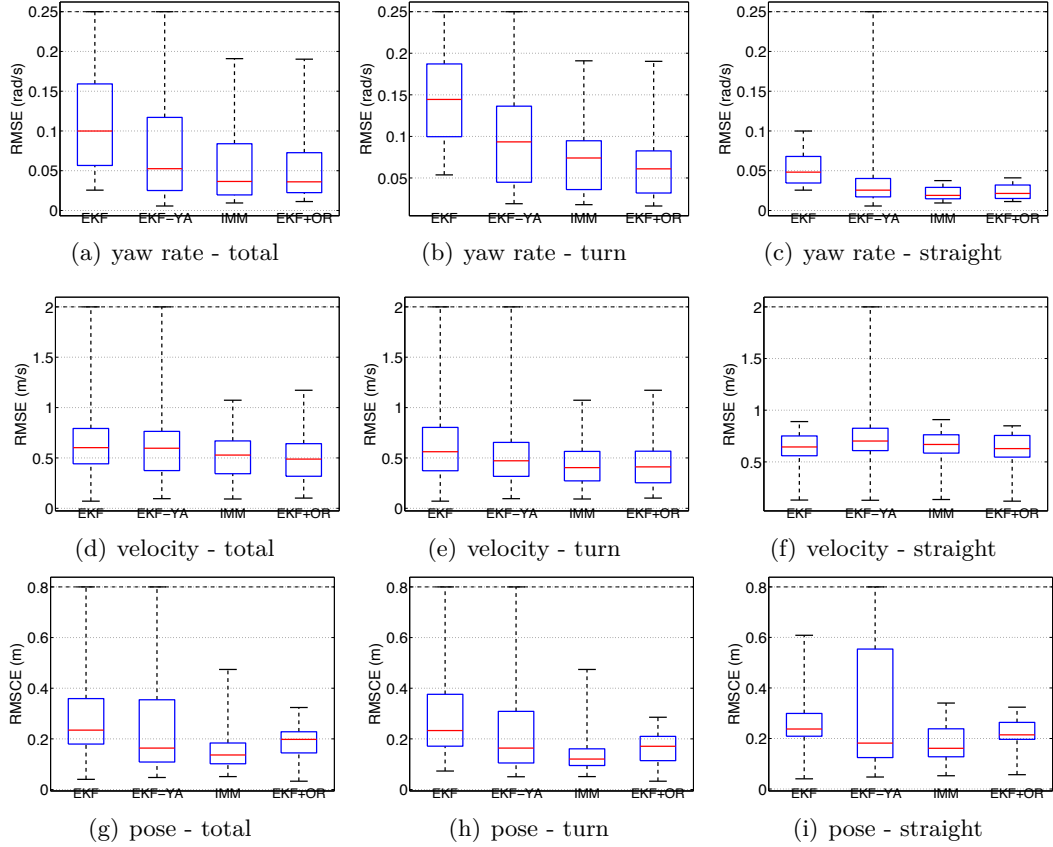 0.25
0.2
0.15
0.1
0.05
0
RMSE (rad/s)
EKF EKF−YA IMM EKF+OR
(a) yaw rate - total
0.25
0.2
0.15
0.1
0.05
RMSE (rad/s)
EKF EKF−YA IMM EKF+OR
(b) yaw rate - turn
0.25
0.2
0.15
0.1
0.05
0
RMSE (rad/s)
EKF EKF−YA IMM EKF+OR
(c) yaw rate - straight
2
1.5
1
0.5
0
RMSE (m/s)
EKF EKF−YA IMM EKF+OR
(d) velocity - total
2
1.5
1
0.5
0
RMSE (m/s)
EKF EKF−YA IMM EKF+OR
(e) velocity - turn
2
1.5
1
0.5
RMSE (m/s)
EKF EKF−YA IMM EKF+OR
(f) velocity - straight
0.8
0.6
0.4
0.2
0
RMSCE (m)
EKF EKF−YA IMM EKF+OR
(g) pose - total
0.8
0.6
0.4
0.2
0
RMSCE (m)
EKF EKF−YA IMM EKF+OR
(h) pose - turn
0.8
0.6
0.4
0.2
0
RMSCE (m)
EKF EKF−YA IMM EKF+OR
(i) pose - straight